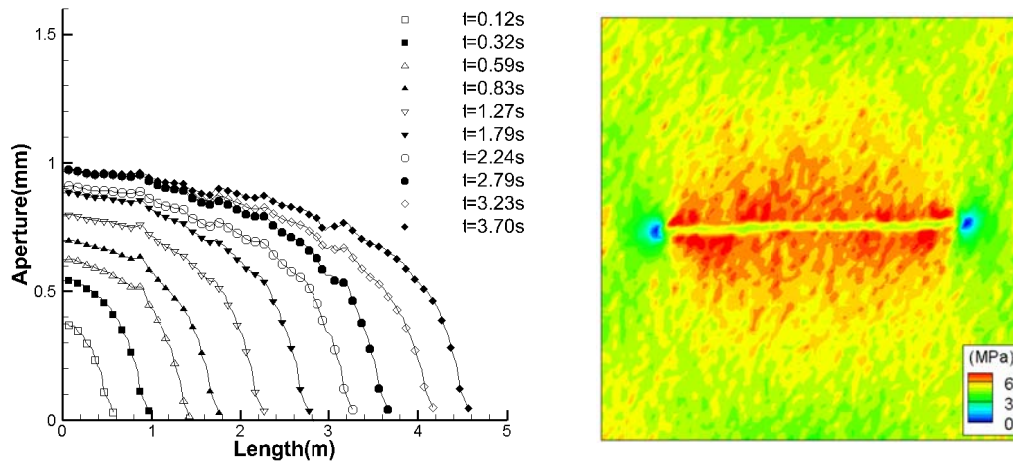 1.5
1
0.5
0
Aperture(mm)
0 1 2 3 4 5
Length(m)
t=0.12s
t=0.32s
t=0.59s
t=0.83s
t=1.27s
t=1.79s
t=2.24s
t=2.79s
t=3.23s
t=3.70s
(MPa)
6
3
0